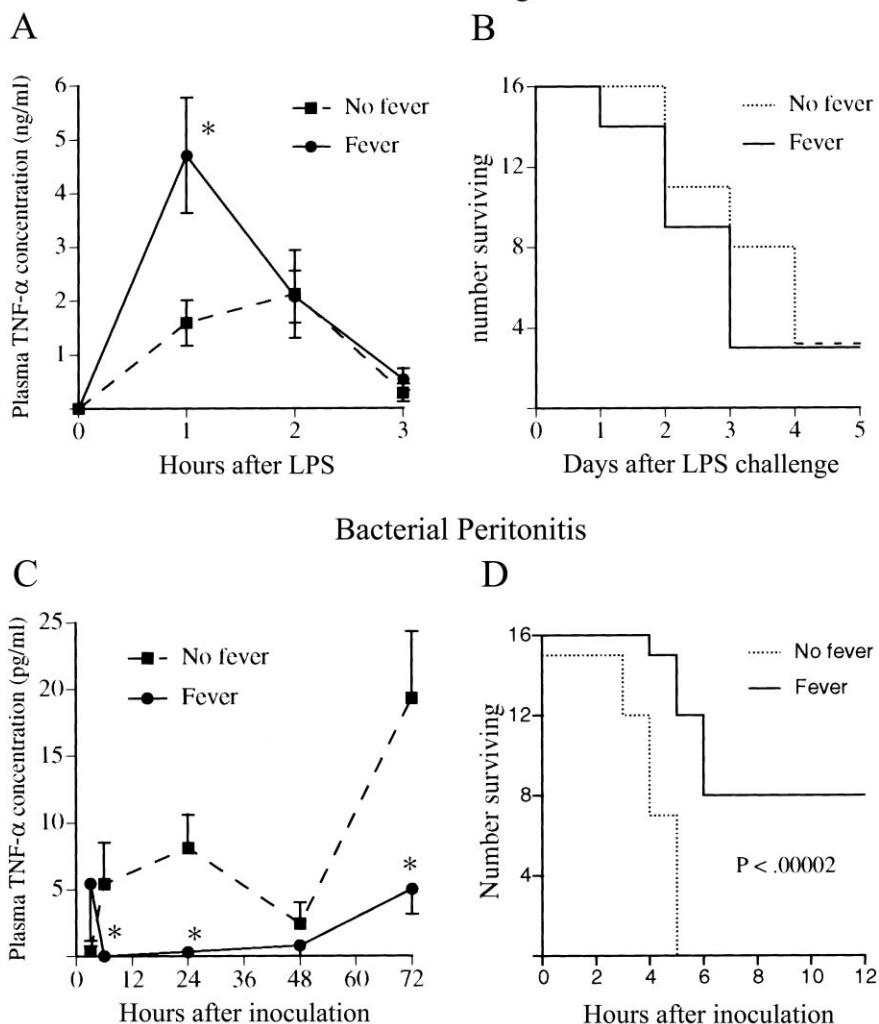 A
Plasma TNF-α concentration (ng/ml)
6
5
4
3
2
1
0
1
2
3
Hours after LPS
No fever
Fever
*
B
number surviving
16
12
8
4
0
1
2
3
4
5
Days after LPS challenge
No fever
Fever
Bacterial Peritonitis
C
Plasma TNF-α concentration (pg/ml)
25
20
15
10
5
0
12
24
36
48
60
72
Hours after inoculation
No fever
Fever
*
*
*
D
Number surviving
16
12
8
4
0
2
4
6
8
10
12
Hours after inoculation
No fever
Fever
P < .00002